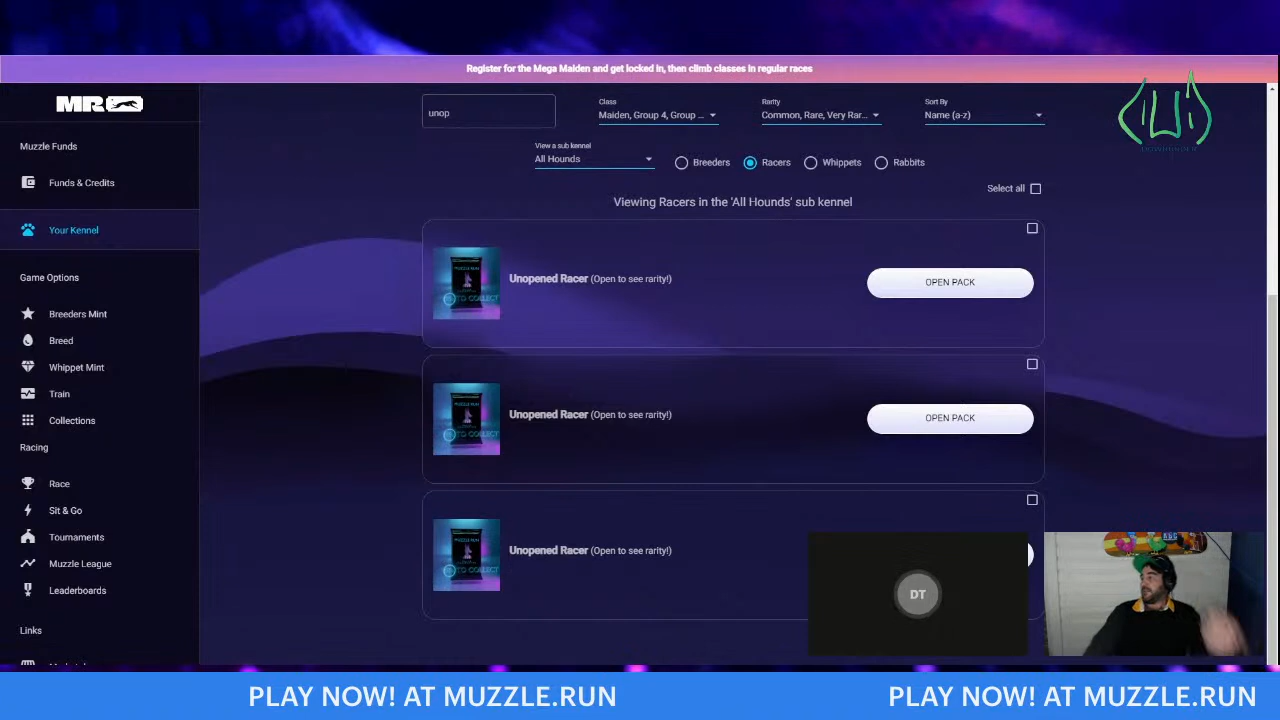 Register for the Mega Maiden and get locked in, then climb classes in regular races
MR
Muzzle Funds
Funds & Credits
Your Kennel
Game Options
Breeders Mint
Breed
Whippet Mint
Train
Collections
Racing
Race
Sit & Go
Tournaments
Muzzle League
Leaderboards
Links
unop
Class
Maiden, Group 4, Group ...
Rarity
Common, Rare, Very Rar...
Sort By
Name (a-z)
View a sub kennel
All Hounds
Breeders
Racers
Whippets
Rabbits
Select all
Viewing Racers in the 'All Hounds' sub kennel
Unopened Racer (Open to see rarity!)
OPEN PACK
Unopened Racer (Open to see rarity!)
OPEN PACK
Unopened Racer (Open to see rarity!)
DT
PLAY NOW! AT MUZZLE.RUN
PLAY NOW! AT MUZZLE.RUN